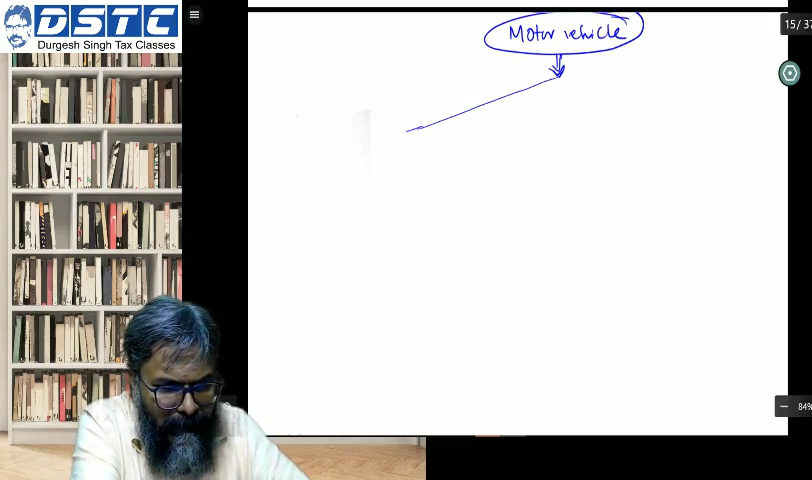 DSTC
Durgesh Singh Tax Classes
Motor vehicle
15/ 37
84%